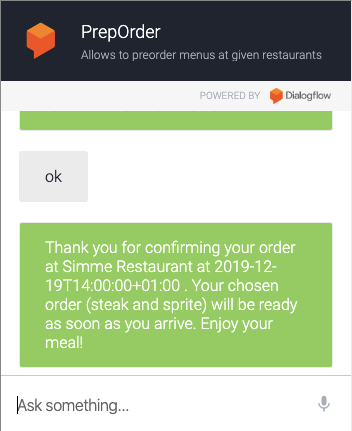 PrepOrder
Allows to preorder menus at given restaurants
POWERED BY Dialogflow
ok
Thank you for confirming your order
at Simme Restaurant at 2019-12-
19T14:00:00+01:00 . Your chosen
order (steak and sprite) will be ready
as soon as you arrive. Enjoy your
meal!
Ask something...